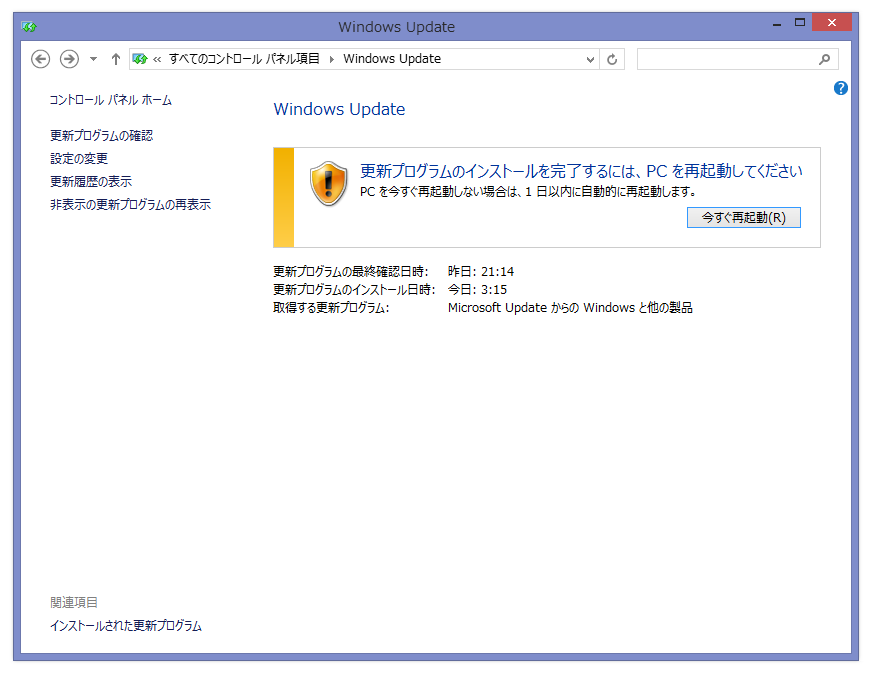 Windows Update
« すべてのコントロール パネル項目 ▸ Windows Update
コントロール パネル ホーム
更新プログラムの確認
設定の変更
更新履歴の表示
非表示の更新プログラムの再表示
Windows Update
更新プログラムのインストールを完了するには、PC を再起動してください
PC を今すぐ再起動しない場合は、1 日以内に自動的に再起動します。
今すぐ再起動(R)
更新プログラムの最終確認日時: 昨日: 21:14
更新プログラムのインストール日時: 今日: 3:15
取得する更新プログラム: Microsoft Update からの Windows と他の製品
関連項目
インストールされた更新プログラム